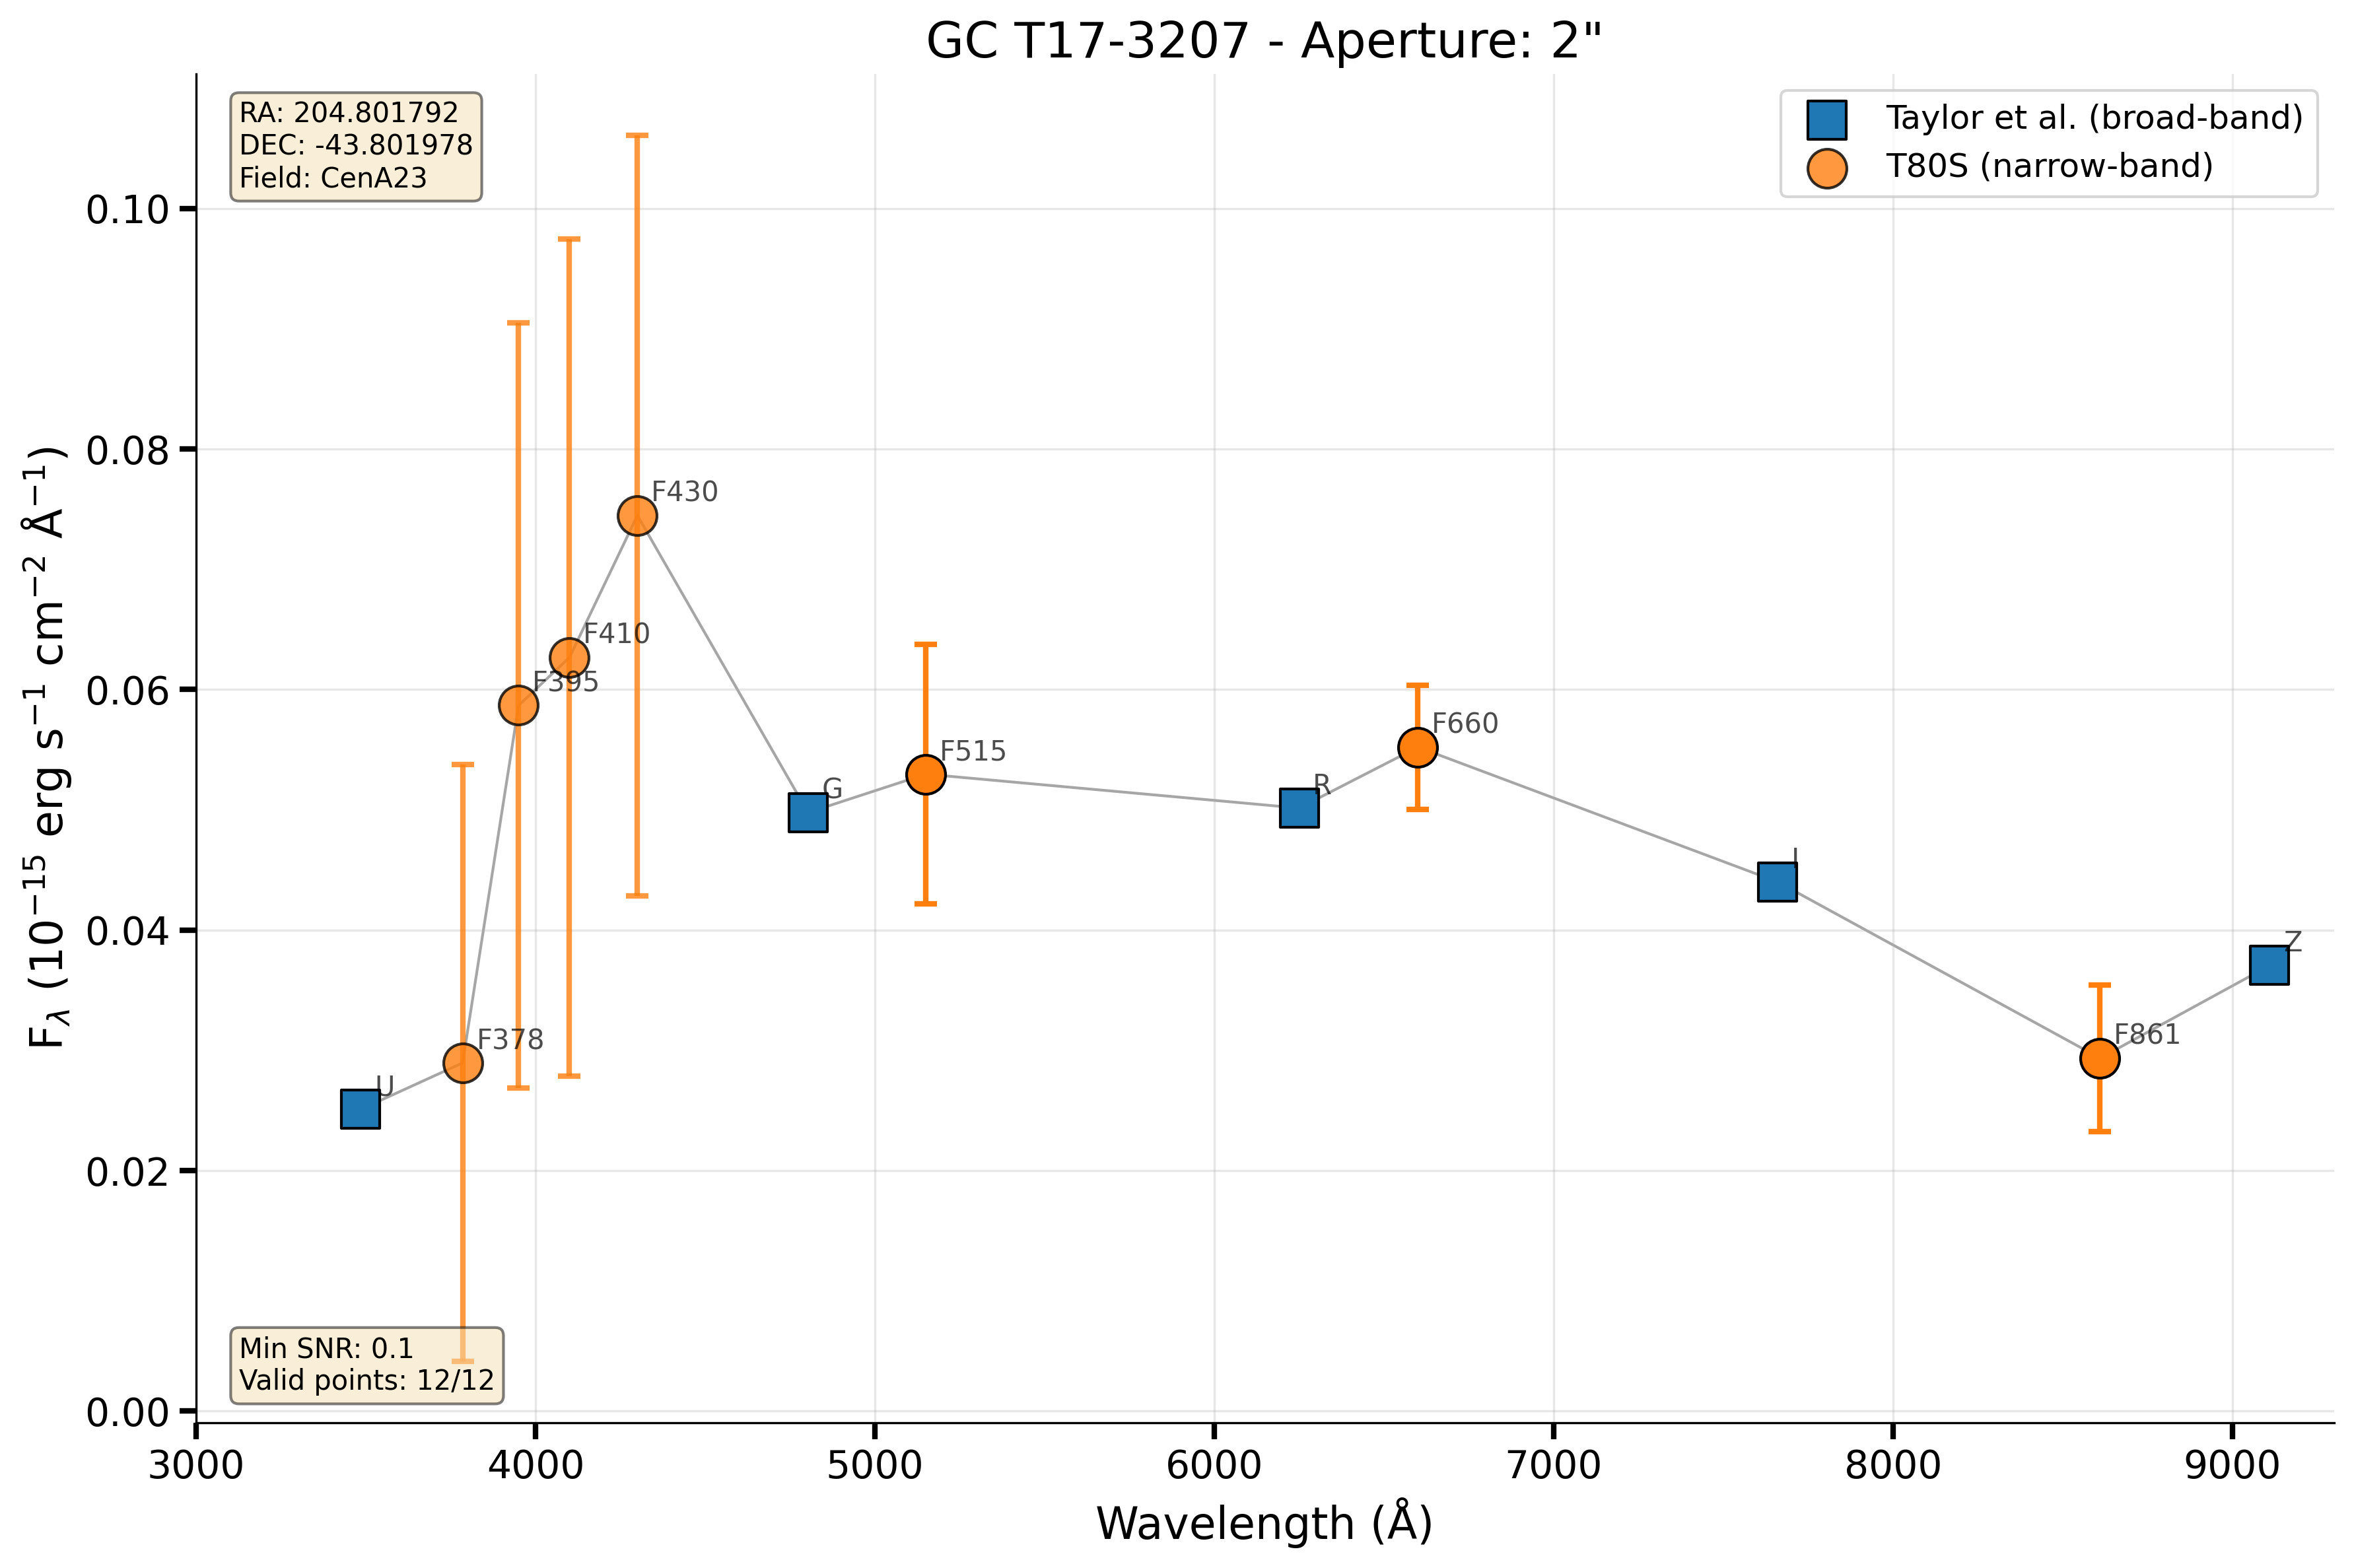 GC T17-3207 - Aperture: 2"
RA: 204.801792
DEC: -43.801978
Field: CenA23
Taylor et al. (broad-band)
T80S (narrow-band)
F$_λ$ (10$^{−15}$ erg s$^{−1}$ cm$^{−2}$ Å$^{−1}$)
0.10
0.08
0.06
0.04
0.02
0.00
U
F378
F395
F410
F430
G
F515
R
F660
I
F861
Z
Min SNR: 0.1
Valid points: 12/12
3000 4000 5000 6000 7000 8000 9000
Wavelength (Å)